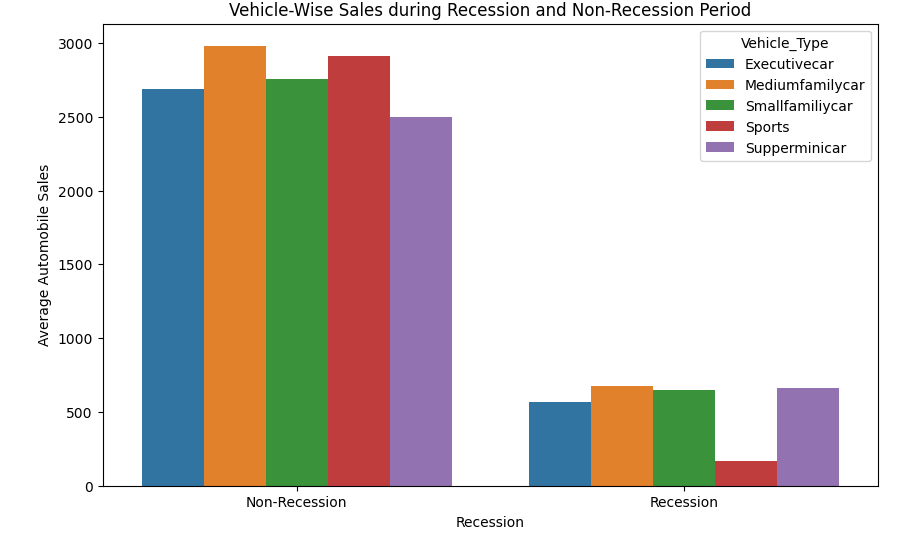 Vehicle-Wise Sales during Recession and Non-Recession Period
Vehicle_Type
Executivecar
Mediumfamilycar
Smallfamiliycar
Sports
Supperminicar
Average Automobile Sales
3000
2500
2000
1500
1000
500
0
Non-Recession
Recession
Recession